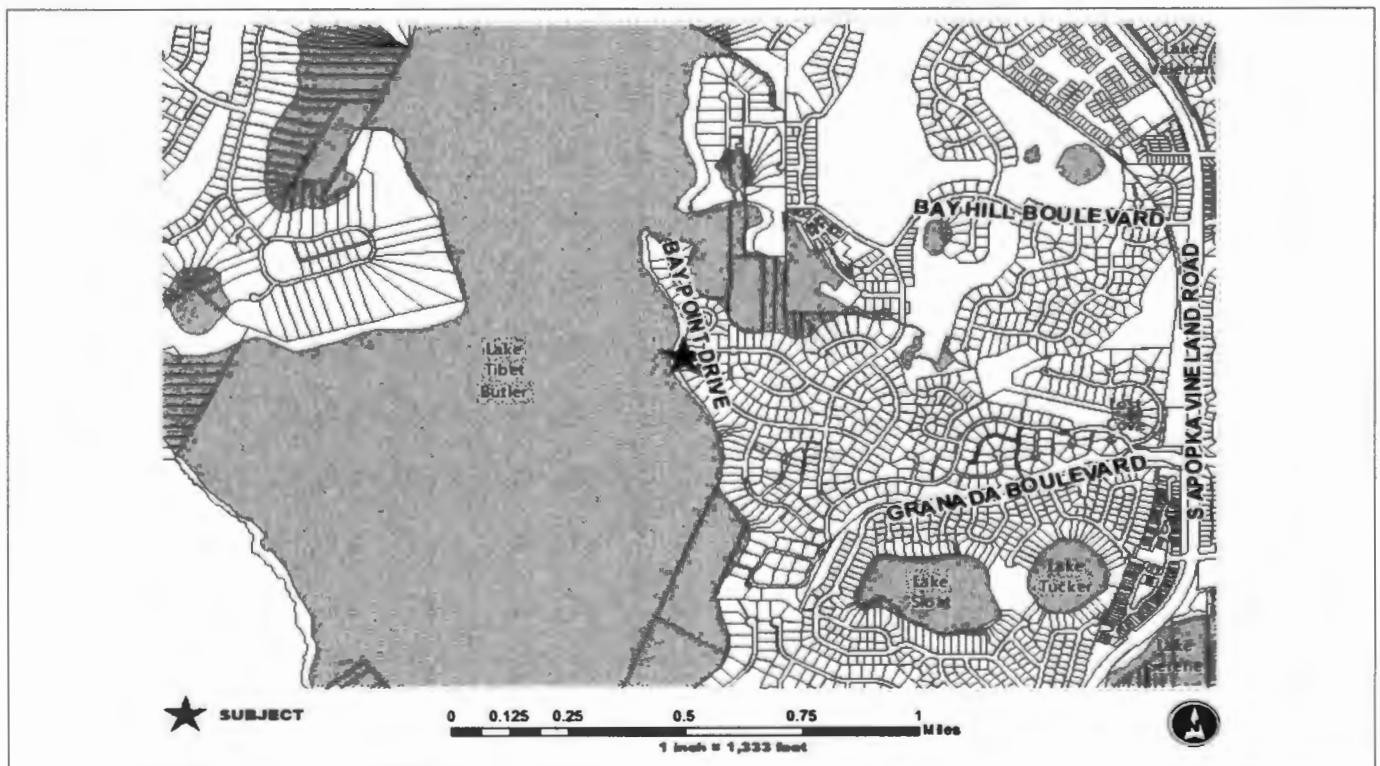 Lake
BAY HILL BOULEVARD
BAY POINT DRIVE
S APOPKA VINELAND ROAD
Lake
Tibet
Butler
GRANADA BOULEVARD
Lake
Sloat
Lake
Tucker
Lake
SUBJECT
0 0.125 0.25 0.5 0.75 1
Miles
1 inch = 1,333 feet